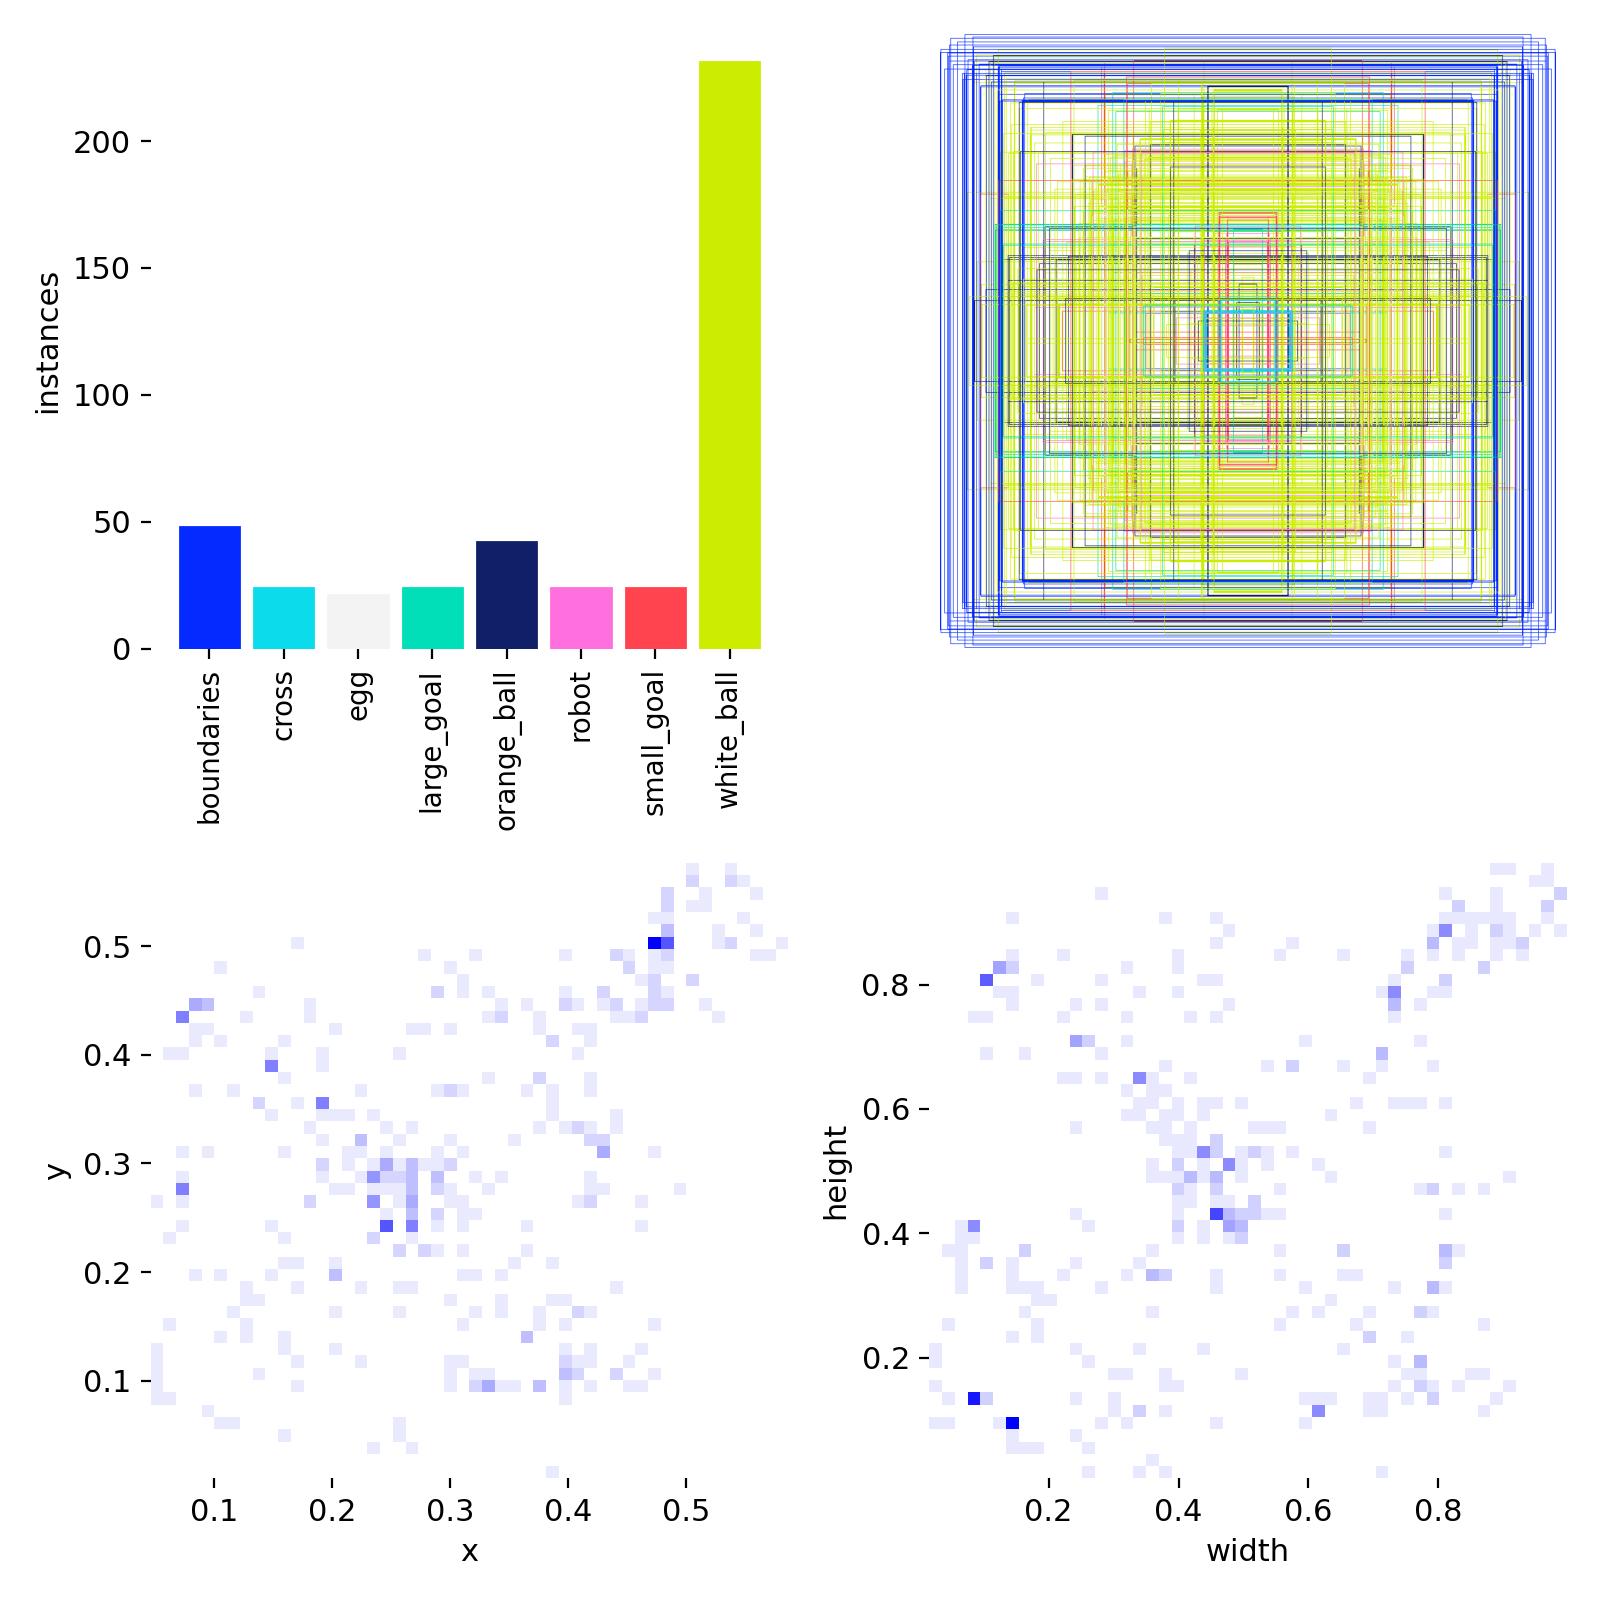 instances
200
150
100
50
0
boundaries
cross
egg
large_goal
orange_ball
robot
small_goal
white_ball
y
0.5
0.4
0.3
0.2
0.1
0.1 0.2 0.3 0.4 0.5
x
height
0.8
0.6
0.4
0.2
0.2 0.4 0.6 0.8
width